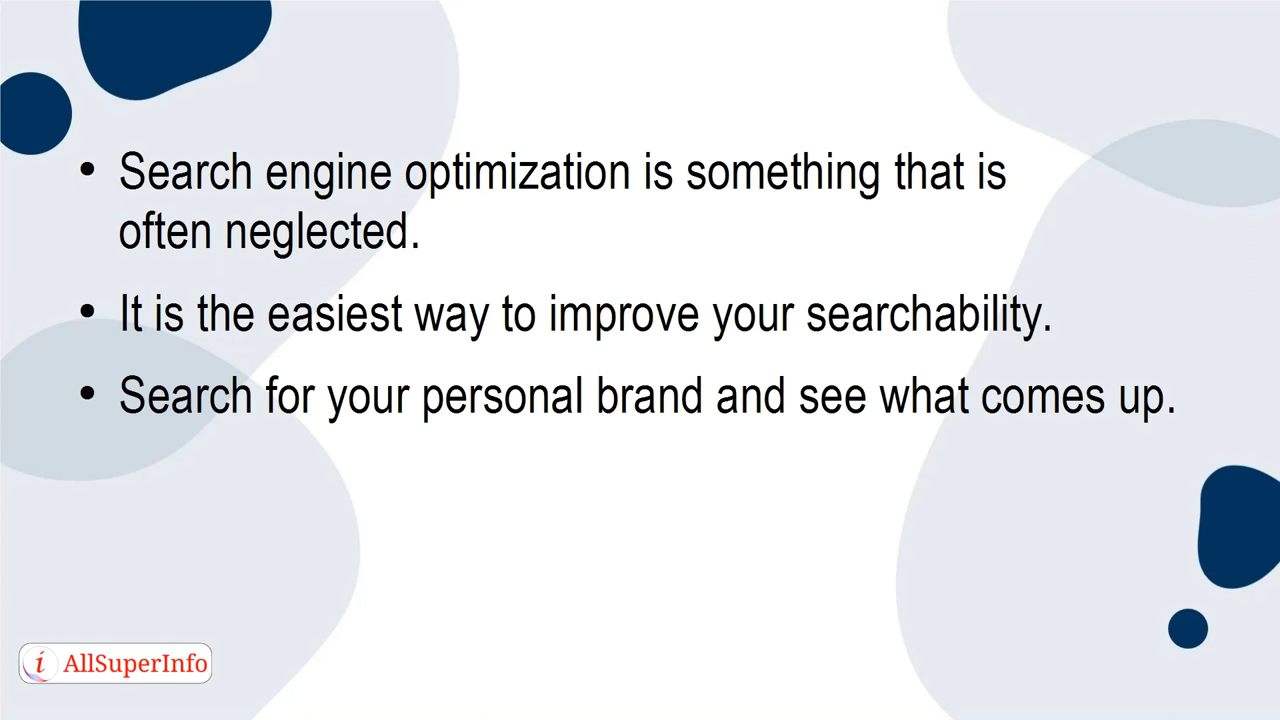 • Search engine optimization is something that is
often neglected.
• It is the easiest way to improve your searchability.
• Search for your personal brand and see what comes up.
i AllSuperInfo